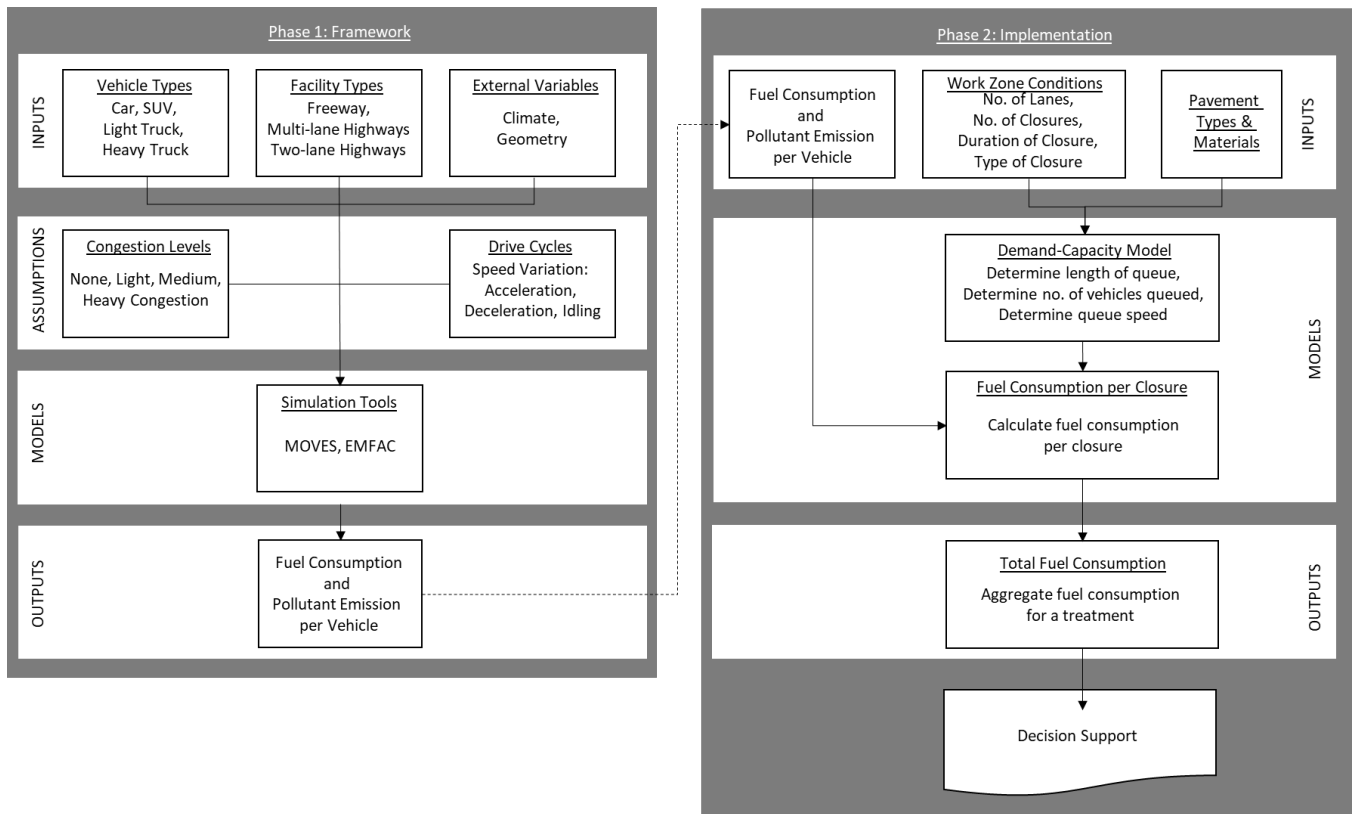 Phase 1: Framework
INPUTS
Vehicle Types
Car, SUV,
Light Truck,
Heavy Truck
Facility Types
Freeway,
Multi-lane Highways
Two-lane Highways
External Variables
Climate,
Geometry
ASSUMPTIONS
Congestion Levels
None, Light, Medium,
Heavy Congestion
Drive Cycles
Speed Variation:
Acceleration,
Deceleration, Idling
MODELS
Simulation Tools
MOVES, EMFAC
OUTPUTS
Fuel Consumption
and
Pollutant Emission
per Vehicle
Phase 2: Implementation
Fuel Consumption
and
Pollutant Emission
per Vehicle
Work Zone Conditions
No. of Lanes,
No. of Closures,
Duration of Closure,
Type of Closure
Pavement
Types &
Materials
INPUTS
Demand-Capacity Model
Determine length of queue,
Determine no. of vehicles queued,
Determine queue speed
Fuel Consumption per Closure
Calculate fuel consumption
per closure
MODELS
Total Fuel Consumption
Aggregate fuel consumption
for a treatment
OUTPUTS
Decision Support